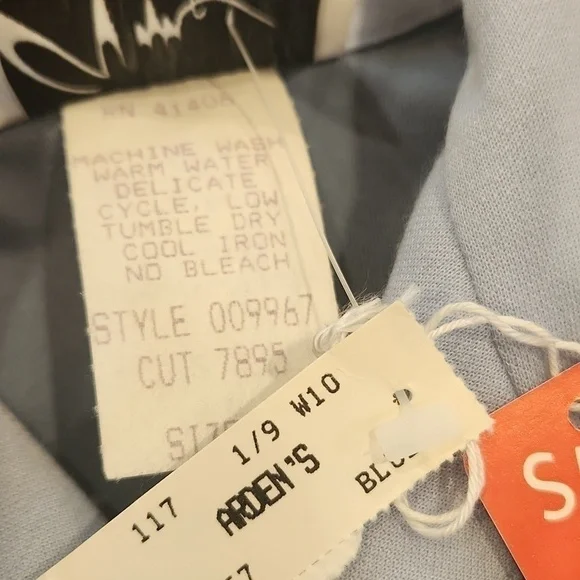 RN 41408
MACHINE WASH
WARM WATER
DELICATE
CYCLE, LOW
TUMBLE DRY
COOL IRON
NO BLEACH
STYLE 009967
CUT 7895
117 1/9 W10
ARDEN'S